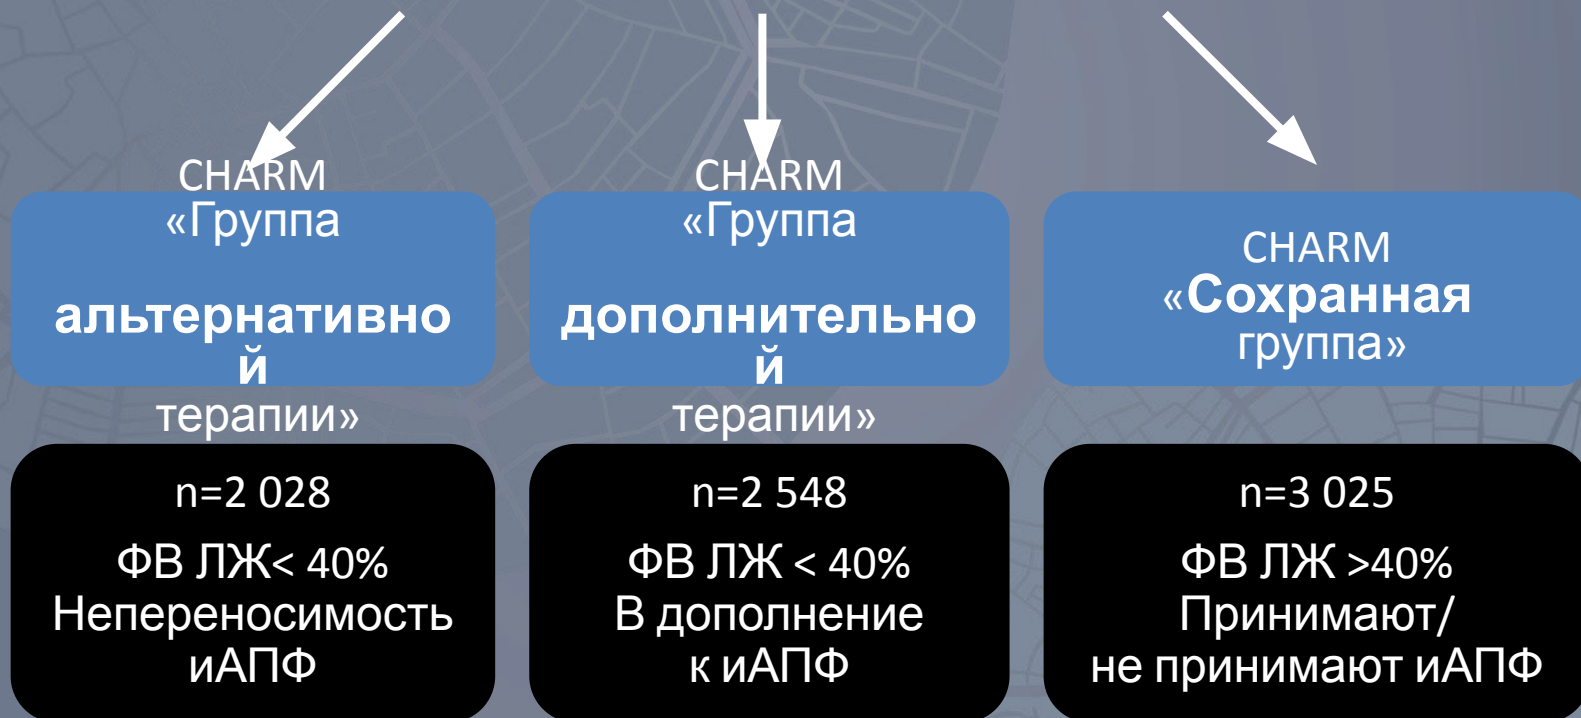 CHARM
«Группа
альтернативно
й
терапии»
n=2 028
ФВ ЛЖ< 40%
Непереносимость
иАПФ
CHARM
«Группа
дополнительно
й
терапии»
n=2 548
ФВ ЛЖ < 40%
В дополнение
к иАПФ
CHARM
«Сохранная
группа»
n=3 025
ФВ ЛЖ >40%
Принимают/
не принимают иАПФ